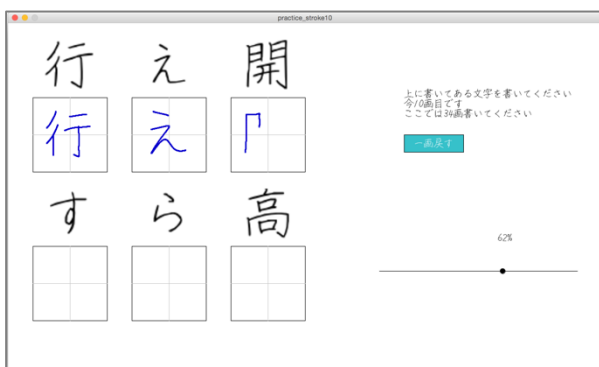 practice_stroke10
行 え 開
行 え
す ら 高
上に書いてある文字を書いてください
今10画目です
ここでは34画書いてください
一画戻す
62%